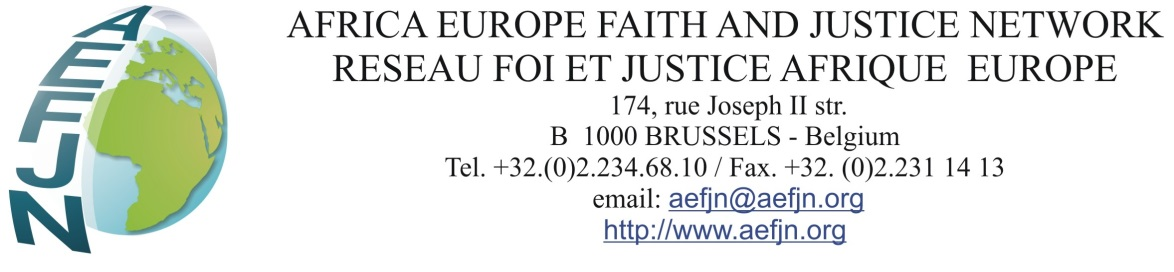 AEFJN
AFRICA EUROPE FAITH AND JUSTICE NETWORK
RESEAU FOI ET JUSTICE AFRIQUE EUROPE
174, rue Joseph II str.
B 1000 BRUSSELS - Belgium
Tel. +32.(0)2.234.68.10 / Fax. +32. (0)2.231 14 13
email: aefjn@aefjn.org
http://www.aefjn.org